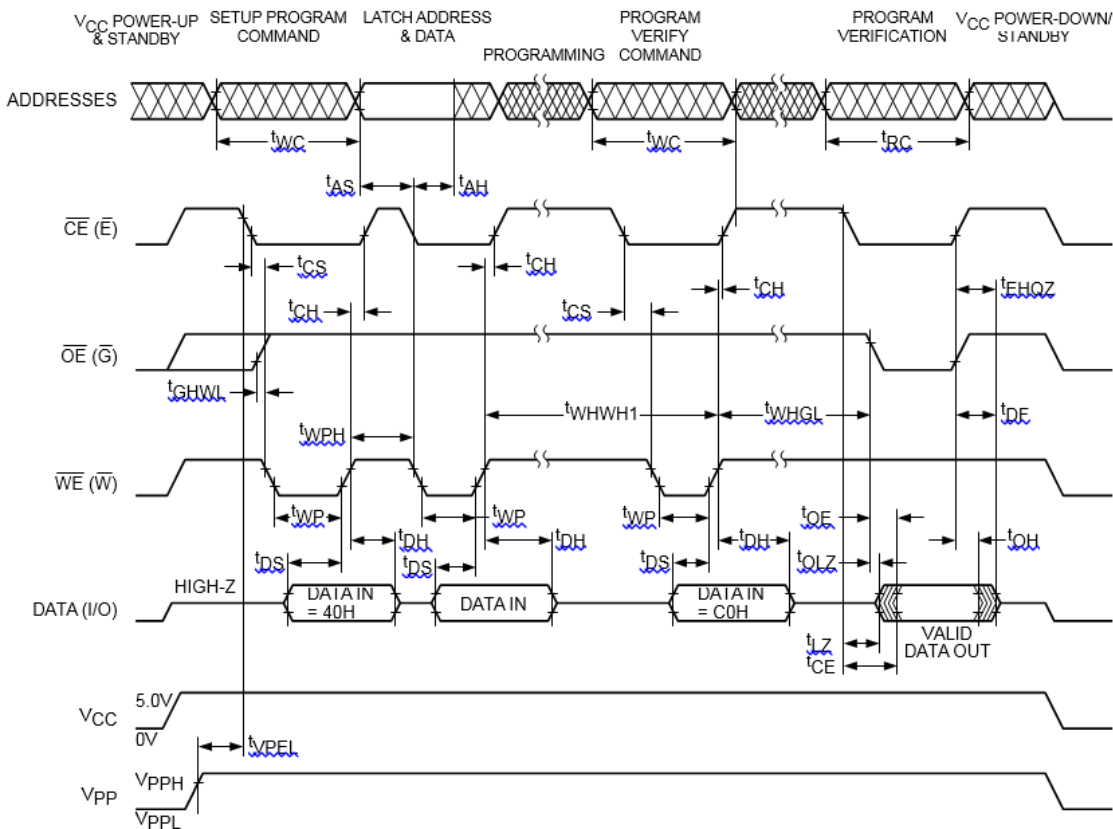 VCC POWER-UP
& STANDBY
SETUP PROGRAM
COMMAND
LATCH ADDRESS
& DATA
PROGRAMMING
PROGRAM
VERIFY
COMMAND
PROGRAM
VERIFICATION
VCC POWER-DOWN/
STANDBY
ADDRESSES
tWC
tWC
tRC
tAS
tAH
CE (E)
tCS
tCH
tCH
tCS
tCH
tEHQZ
OE (G)
tGHWL
tWPH
tWHWH1
tWHGL
tDF
WE (W)
tWP
tWP
tWP
tOE
tDH
tDH
tDH
tOH
tDS
tDS
tDS
tOLZ
HIGH-Z
DATA (I/O)
DATA IN
= 40H
DATA IN
DATA IN
= C0H
VALID
DATA OUT
tLZ
tCE
5.0V
VCC
0V
tVPEL
VPPH
VPP
VPPL